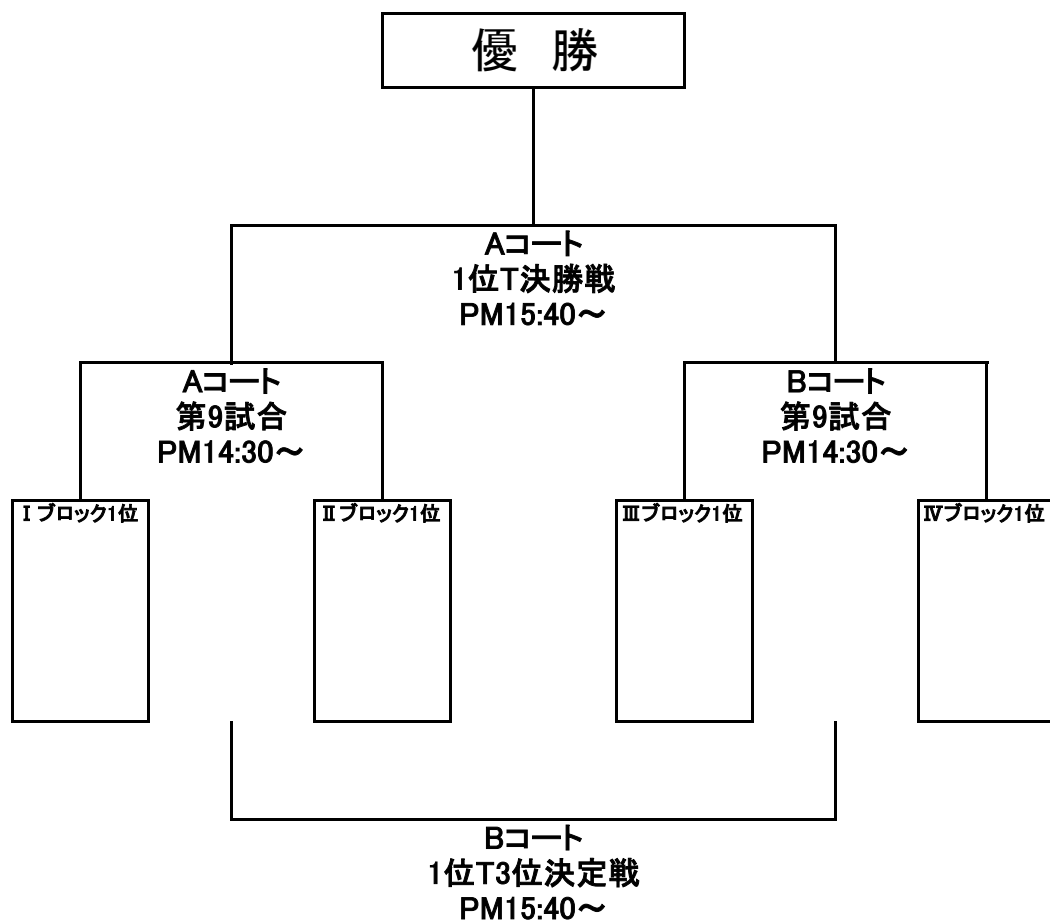 優　勝
Aコート
1位T決勝戦
PM15:40～
Aコート
第9試合
PM14:30～
Bコート
第9試合
PM14:30～
Ⅰブロック1位
Ⅱブロック1位
Ⅲブロック1位
Ⅳブロック1位
Bコート
1位T3位決定戦
PM15:40～